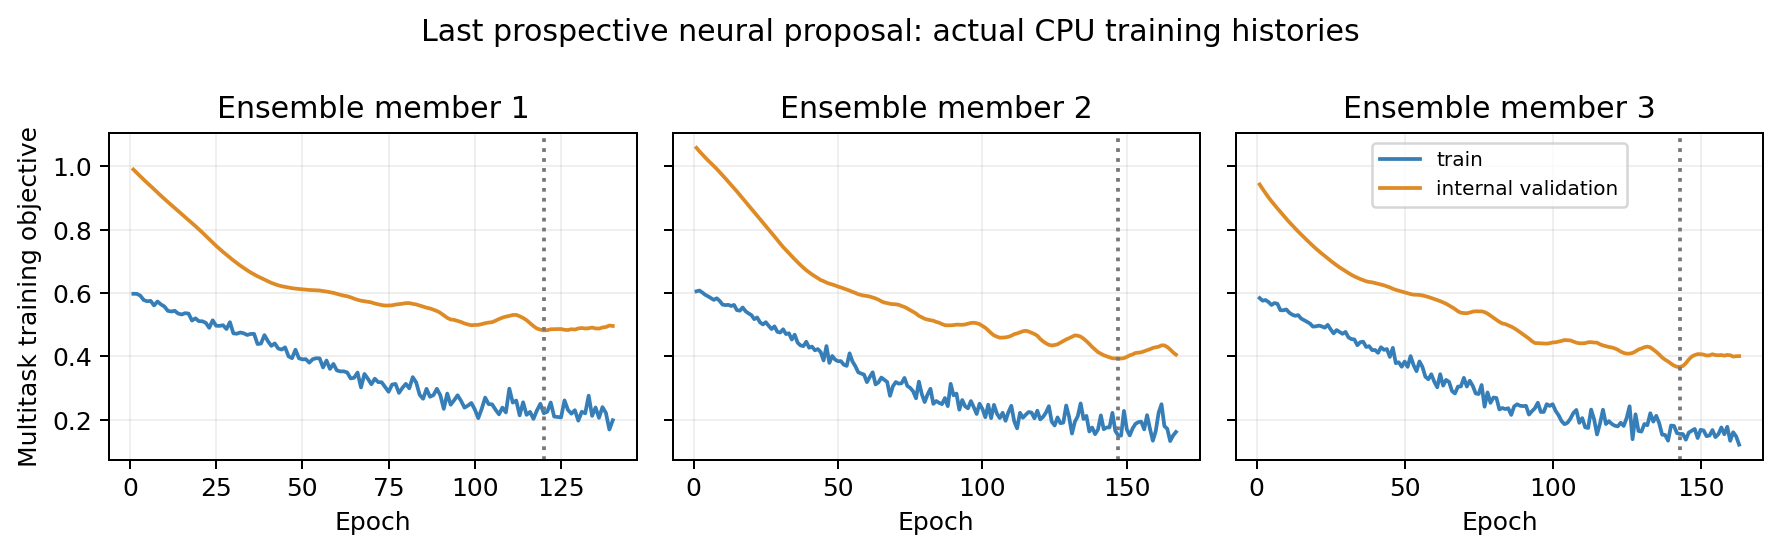 Last prospective neural proposal: actual CPU training histories
Ensemble member 1
Ensemble member 2
Ensemble member 3
Multitask training objective
1.0
0.8
0.6
0.4
0.2
train
internal validation
0 25 50 75 100 125
0 50 100 150
0 50 100 150
Epoch
Epoch
Epoch